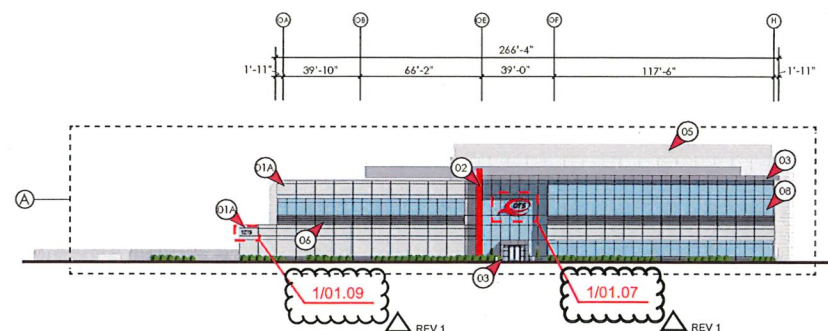 0A 0B 0E 0F H
266'-4"
1'-11" 39'-10" 66'-2" 39'-0" 117'-6" 1'-11"
05
01A 02 03
08
A
01A
06
OTS
03
1/01.09 1/01.07
REV 1 REV 1